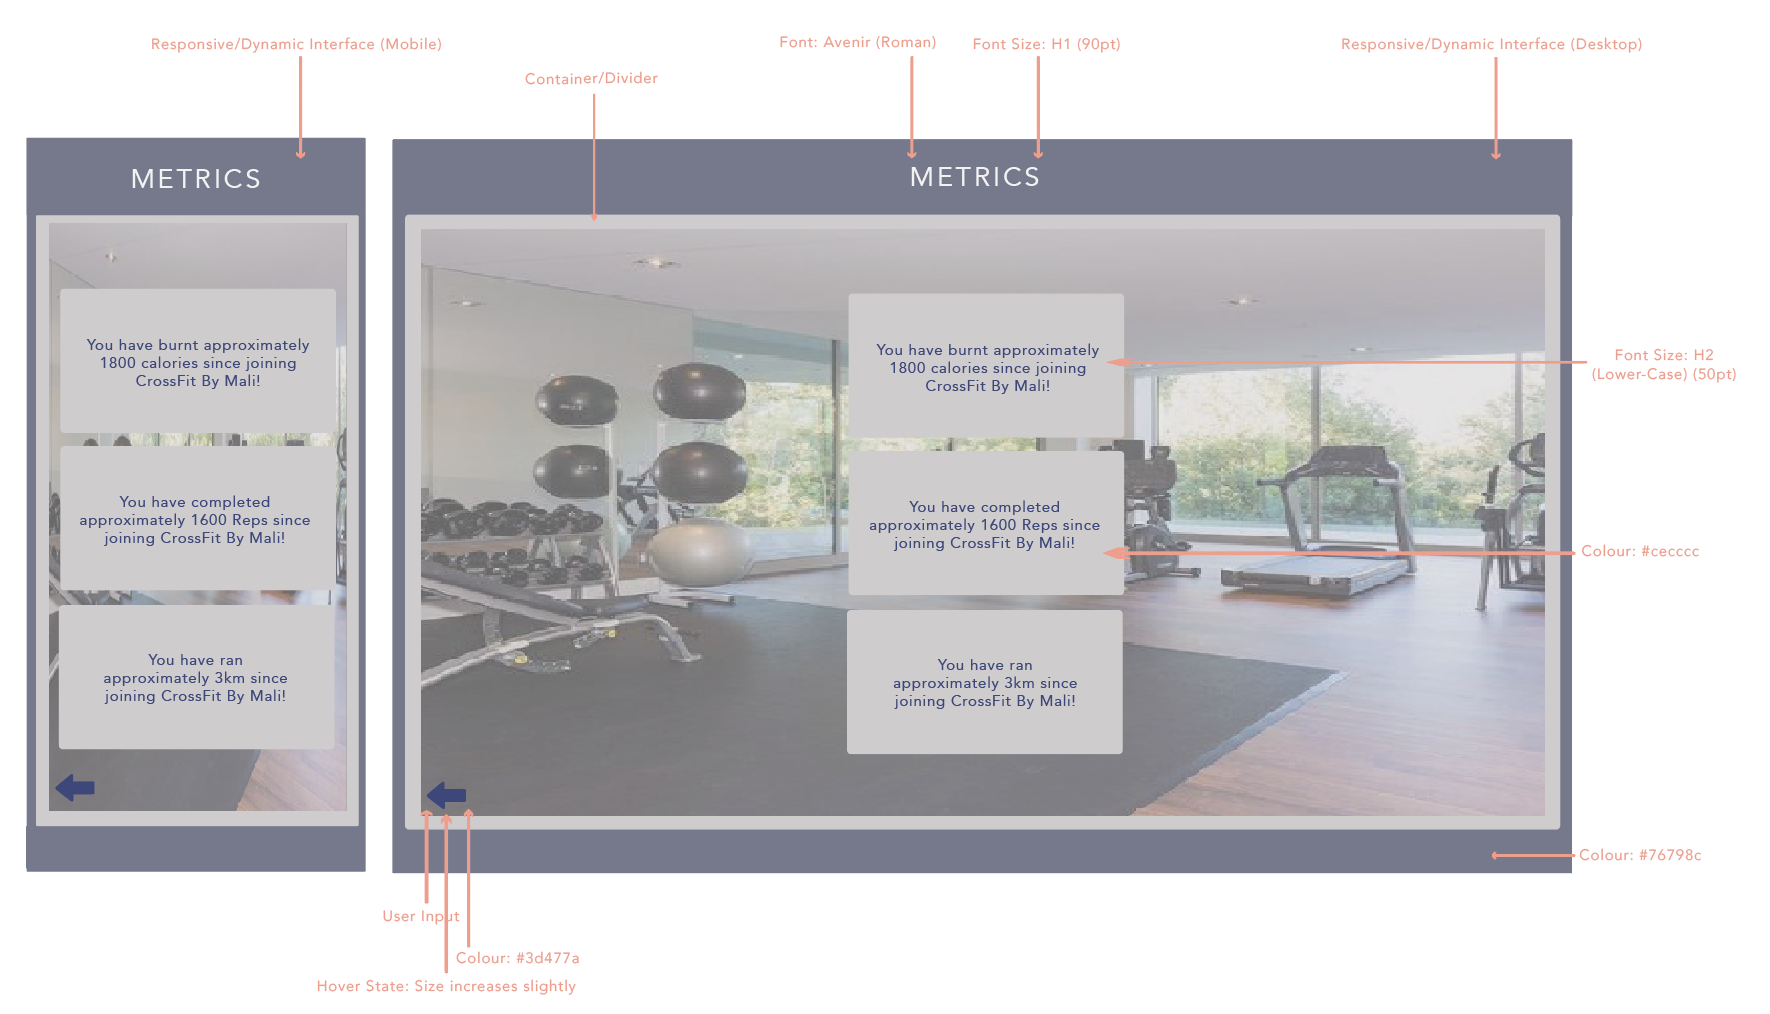 Responsive/Dynamic Interface (Mobile)
Container/Divider
Font: Avenir (Roman)
Font Size: H1 (90pt)
Responsive/Dynamic Interface (Desktop)
METRICS
You have burnt approximately
1800 calories since joining
CrossFit By Mali!
You have completed
approximately 1600 Reps since
joining CrossFit By Mali!
You have ran
approximately 3km since
joining CrossFit By Mali!
METRICS
You have burnt approximately
1800 calories since joining
CrossFit By Mali!
You have completed
approximately 1600 Reps since
joining CrossFit By Mali!
You have ran
approximately 3km since
joining CrossFit By Mali!
Font Size: H2
(Lower-Case) (50pt)
Colour: #cecccc
Colour: #76798c
User Input
Colour: #3d477a
Hover State: Size increases slightly